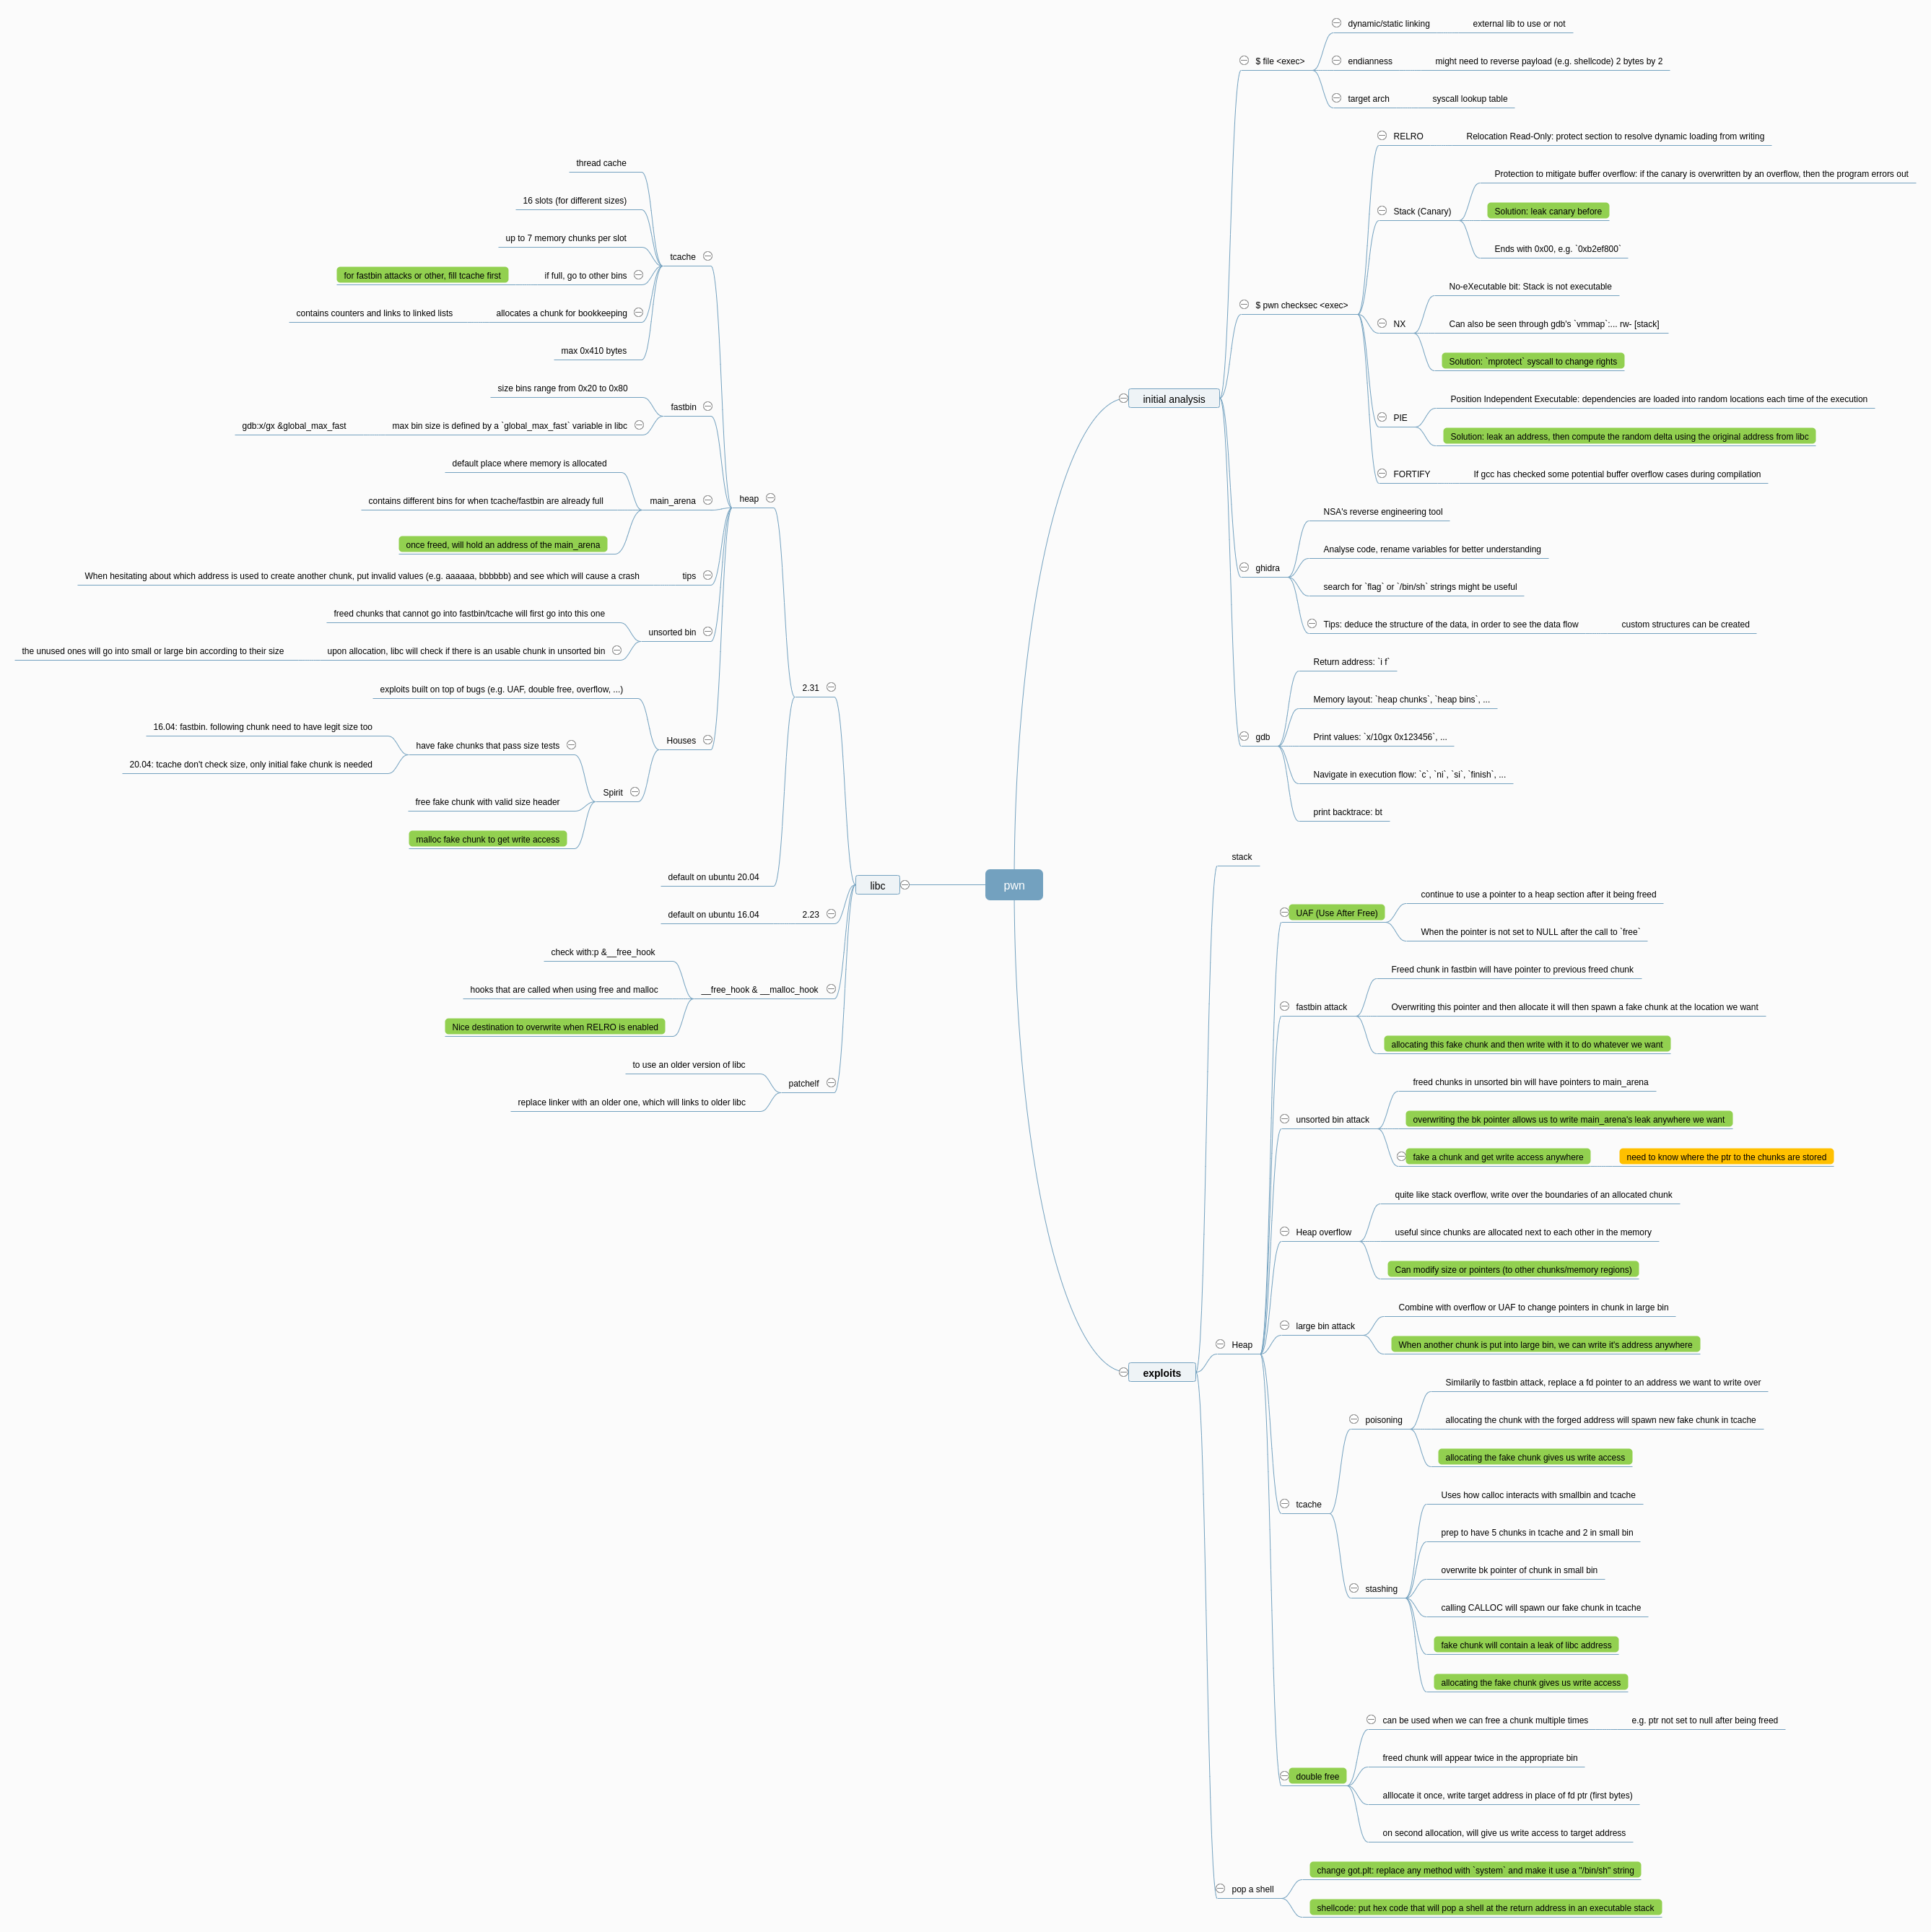 pwn
initial analysis
$ file <exec>
dynamic/static linking
external lib to use or not
endianness
might need to reverse payload (e.g. shellcode) 2 bytes by 2
target arch
syscall lookup table
$ pwn checksec <exec>
RELRO
Relocation Read-Only: protect section to resolve dynamic loading from writing
Stack (Canary)
Protection to mitigate buffer overflow: if the canary is overwritten by an overflow, then the program errors out
Solution: leak canary before
Ends with 0x00, e.g. `0xb2ef800`
NX
No-eXecutable bit: Stack is not executable
Can also be seen through gdb's `vmmap`:... rw- [stack]
Solution: `mprotect` syscall to change rights
PIE
Position Independent Executable: dependencies are loaded into random locations each time of the execution
Solution: leak an address, then compute the random delta using the original address from libc
FORTIFY
If gcc has checked some potential buffer overflow cases during compilation
ghidra
NSA's reverse engineering tool
Analyse code, rename variables for better understanding
search for `flag` or `/bin/sh` strings might be useful
Tips: deduce the structure of the data, in order to see the data flow
custom structures can be created
gdb
Return address: `i f`
Memory layout: `heap chunks`, `heap bins`, ...
Print values: `x/10gx 0x123456`, ...
Navigate in execution flow: `c`, `ni`, `si`, `finish`, ...
print backtrace: bt
exploits
stack
Heap
UAF (Use After Free)
continue to use a pointer to a heap section after it being freed
When the pointer is not set to NULL after the call to `free`
fastbin attack
Freed chunk in fastbin will have pointer to previous freed chunk
Overwriting this pointer and then allocate it will then spawn a fake chunk at the location we want
allocating this fake chunk and then write with it to do whatever we want
unsorted bin attack
freed chunks in unsorted bin will have pointers to main_arena
overwriting the bk pointer allows us to write main_arena's leak anywhere we want
fake a chunk and get write access anywhere
need to know where the ptr to the chunks are stored
Heap overflow
quite like stack overflow, write over the boundaries of an allocated chunk
useful since chunks are allocated next to each other in the memory
Can modify size or pointers (to other chunks/memory regions)
large bin attack
Combine with overflow or UAF to change pointers in chunk in large bin
When another chunk is put into large bin, we can write it's address anywhere
tcache
poisoning
Similarily to fastbin attack, replace a fd pointer to an address we want to write over
allocating the chunk with the forged address will spawn new fake chunk in tcache
allocating the fake chunk gives us write access
stashing
Uses how calloc interacts with smallbin and tcache
prep to have 5 chunks in tcache and 2 in small bin
overwrite bk pointer of chunk in small bin
calling CALLOC will spawn our fake chunk in tcache
fake chunk will contain a leak of libc address
allocating the fake chunk gives us write access
double free
can be used when we can free a chunk multiple times
e.g. ptr not set to null after being freed
freed chunk will appear twice in the appropriate bin
alllocate it once, write target address in place of fd ptr (first bytes)
on second allocation, will give us write access to target address
pop a shell
change got.plt: replace any method with `system` and make it use a "/bin/sh" string
shellcode: put hex code that will pop a shell at the return address in an executable stack
libc
2.31
heap
tcache
thread cache
16 slots (for different sizes)
up to 7 memory chunks per slot
if full, go to other bins
for fastbin attacks or other, fill tcache first
allocates a chunk for bookkeeping
contains counters and links to linked lists
max 0x410 bytes
fastbin
size bins range from 0x20 to 0x80
max bin size is defined by a `global_max_fast` variable in libc
gdb:x/gx &global_max_fast
main_arena
default place where memory is allocated
contains different bins for when tcache/fastbin are already full
once freed, will hold an address of the main_arena
tips
When hesitating about which address is used to create another chunk, put invalid values (e.g. aaaaaa, bbbbbb) and see which will cause a crash
unsorted bin
freed chunks that cannot go into fastbin/tcache will first go into this one
upon allocation, libc will check if there is an usable chunk in unsorted bin
the unused ones will go into small or large bin according to their size
Houses
exploits built on top of bugs (e.g. UAF, double free, overflow, ...)
Spirit
have fake chunks that pass size tests
16.04: fastbin. following chunk need to have legit size too
20.04: tcache don't check size, only initial fake chunk is needed
free fake chunk with valid size header
malloc fake chunk to get write access
default on ubuntu 20.04
2.23
default on ubuntu 16.04
__free_hook & __malloc_hook
check with:p &__free_hook
hooks that are called when using free and malloc
Nice destination to overwrite when RELRO is enabled
patchelf
to use an older version of libc
replace linker with an older one, which will links to older libc